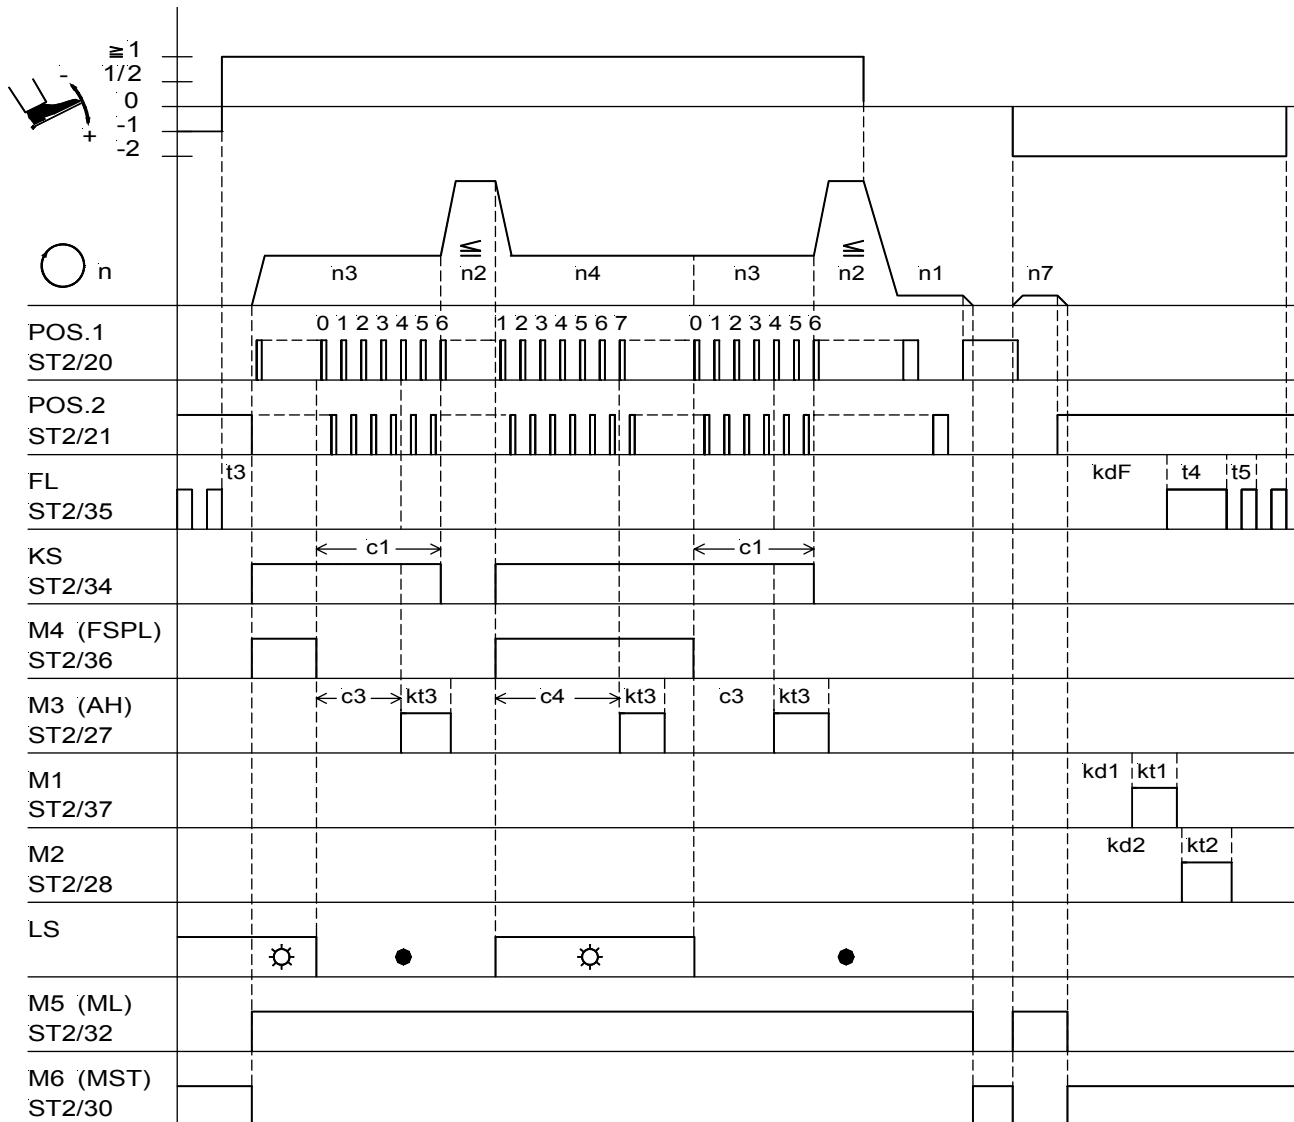 ≧ 1
1/2
0
-1
-2
-
+
n
n3
≦
n2
n4
n3
≦
n2
n1
n7
POS.1
ST2/20
0 1 2 3 4 5 6
1 2 3 4 5 6 7
0 1 2 3 4 5 6
POS.2
ST2/21
FL
ST2/35
t3
kdF
t4
t5
KS
ST2/34
c1
c1
M4 (FSPL)
ST2/36
M3 (AH)
ST2/27
c3
kt3
c4
kt3
c3
kt3
M1
ST2/37
kd1
kt1
M2
ST2/28
kd2
kt2
LS
M5 (ML)
ST2/32
M6 (MST)
ST2/30